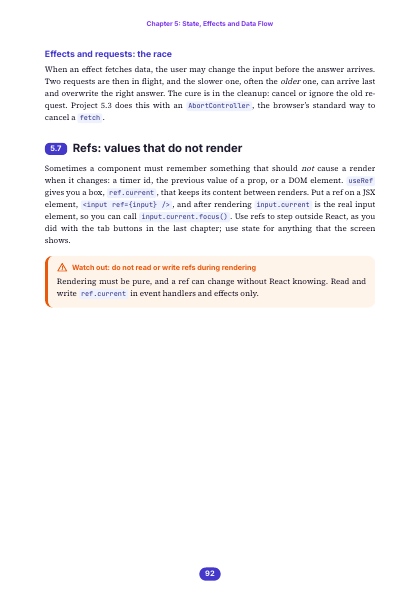 Chapter 5: State, Effects and Data Flow
Effects and requests: the race
When an effect fetches data, the user may change the input before the answer arrives.
Two requests are then in flight, and the slower one, often the older one, can arrive last
and overwrite the right answer. The cure is in the cleanup: cancel or ignore the old re-
quest. Project 5.3 does this with an AbortController, the browser's standard way to
cancel a fetch.
5.7 Refs: values that do not render
Sometimes a component must remember something that should not cause a render
when it changes: a timer id, the previous value of a prop, or a DOM element. useRef
gives you a box, ref.current, that keeps its content between renders. Put a ref on a JSX
element, <input ref={input} />, and after rendering input.current is the real input
element, so you can call input.current.focus(). Use refs to step outside React, as you
did with the tab buttons in the last chapter; use state for anything that the screen
shows.
Watch out: do not read or write refs during rendering
Rendering must be pure, and a ref can change without React knowing. Read and
write ref.current in event handlers and effects only.
92